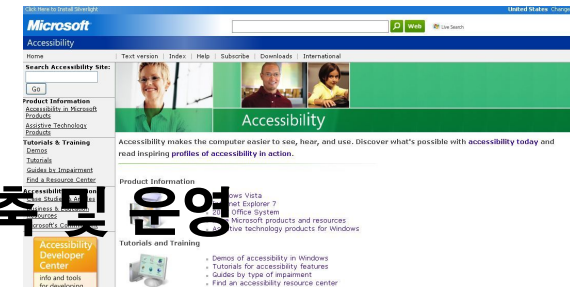 Click Here to Install Silverlight
United States Change
Microsoft
Web
Live Search
Accessibility
Home | Text version | Index | Help | Subscribe | Downloads | International
Search Accessibility Site:
Go
Product Information
Accessibility in Microsoft
Products
Assistive Technology
Products
Tutorials & Training
Demos
Tutorials
Guides by Impairment
Find a Resource Center
Accessibility
Case Studies
Business
Resources
Microsoft's
Accessibility
Developer
Center
info and tools
for developing
Accessibility
Accessibility makes the computer easier to see, hear, and use. Discover what's possible with accessibility today and
read inspiring profiles of accessibility in action.
Product Information
Vista
Explorer 7
Office System
Microsoft products and resources
technology products for Windows
및 운영
Tutorials and Training
Demos of accessibility in Windows
Tutorials for accessibility features
Guides by type of impairment
Find an accessibility resource center